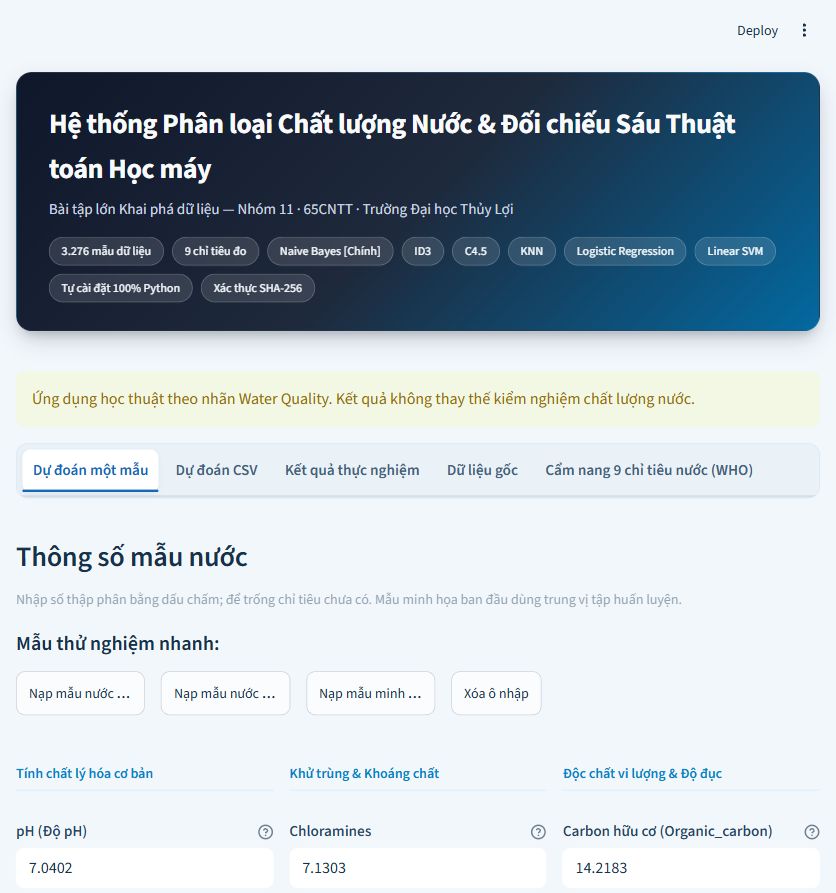 Deploy
Hệ thống Phân loại Chất lượng Nước & Đối chiếu Sáu Thuật
toán Học máy
Bài tập lớn Khai phá dữ liệu — Nhóm 11 · 65CNTT · Trường Đại học Thủy Lợi
3.276 mẫu dữ liệu 9 chỉ tiêu đo Naive Bayes [Chính] ID3 C4.5 KNN Logistic Regression Linear SVM
Tự cài đặt 100% Python Xác thực SHA-256
Ứng dụng học thuật theo nhãn Water Quality. Kết quả không thay thế kiểm nghiệm chất lượng nước.
Dự đoán một mẫu Dự đoán CSV Kết quả thực nghiệm Dữ liệu gốc Cẩm nang 9 chỉ tiêu nước (WHO)
Thông số mẫu nước
Nhập số thập phân bằng dấu chấm; để trống chỉ tiêu chưa có. Mẫu minh họa ban đầu dùng trung vị tập huấn luyện.
Mẫu thử nghiệm nhanh:
Nạp mẫu nước ... Nạp mẫu nước ... Nạp mẫu minh ... Xóa ô nhập
Tính chất lý hóa cơ bản Khử trùng & Khoáng chất Độc chất vi lượng & Độ đục
pH (Độ pH) Chloramines Carbon hữu cơ (Organic_carbon)
7.0402 7.1303 14.2183